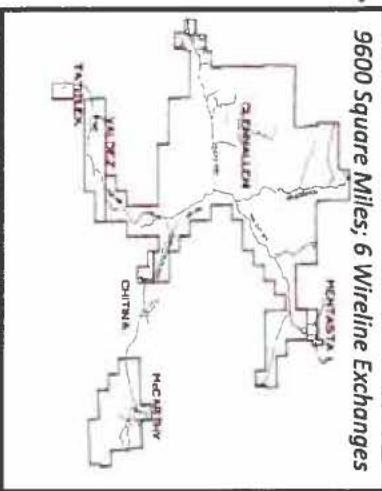 9600 Square Miles; 6 Wireline Exchanges
MENTASTA
GLENNALLEN
TATITLEK
VALDEZ
CHITINA
McCARTHY